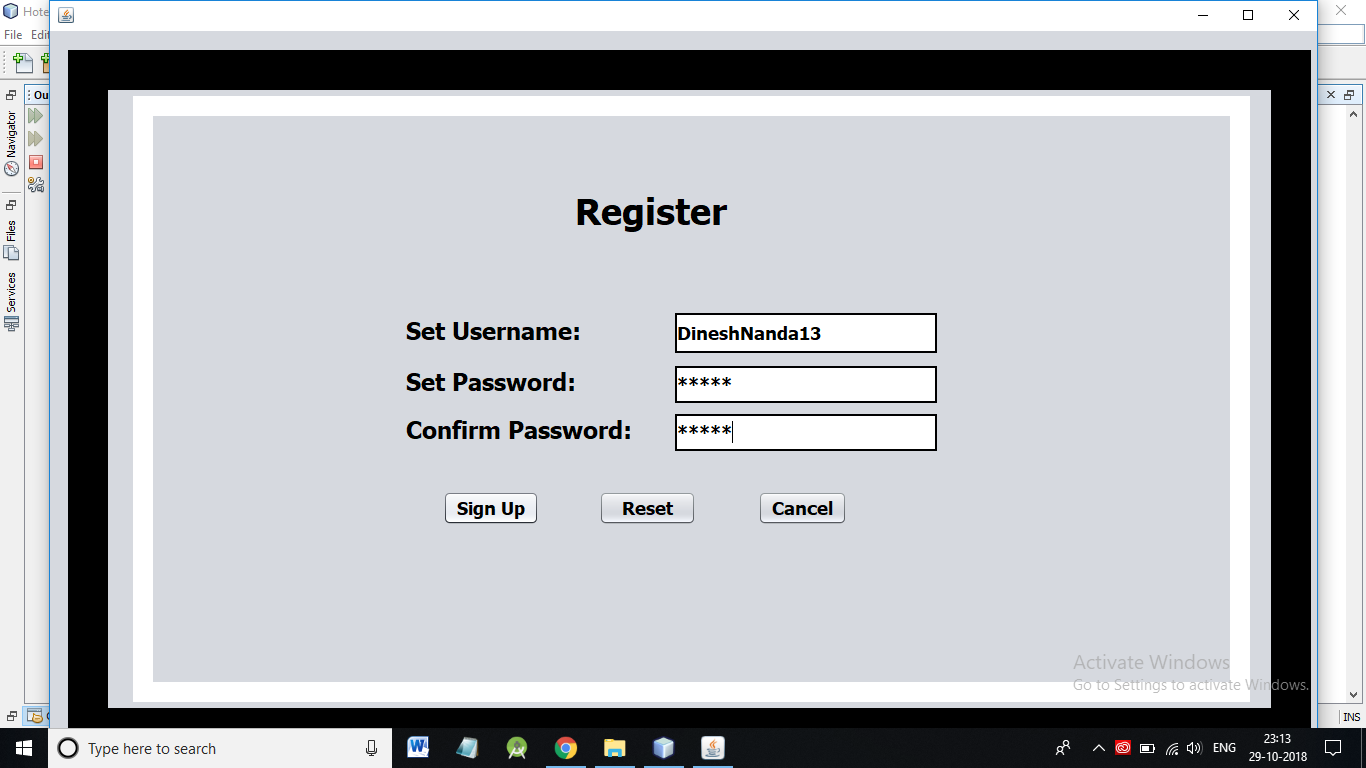 Hote
File Edi
Ou
Navigator
Files
Services
Register
Set Username: DineshNanda13
Set Password: *****
Confirm Password: *****
Sign Up Reset Cancel
Activate Windows
Go to Settings to activate Windows.
INS
Type here to search
ENG
23:13
29-10-2018